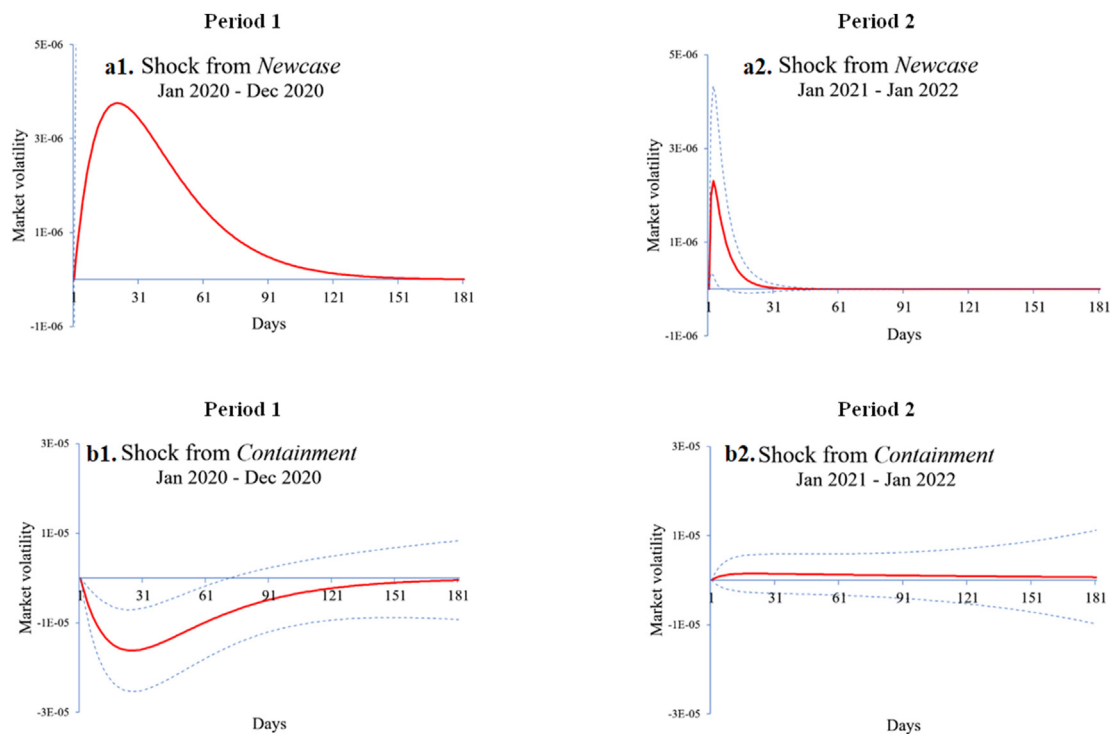 Period 1
a1. Shock from Newcase
Jan 2020 - Dec 2020
5E-06
3E-06
1E-06
-1E-06
Market volatility
1 31 61 91 121 151 181
Days
Period 2
a2. Shock from Newcase
Jan 2021 - Jan 2022
5E-06
3E-06
1E-06
-1E-06
Market volatility
1 31 61 91 121 151 181
Days
Period 1
b1. Shock from Containment
Jan 2020 - Dec 2020
3E-05
1E-05
-1E-05
-3E-05
Market volatility
1 31 61 91 121 151 181
Days
Period 2
b2. Shock from Containment
Jan 2021 - Jan 2022
3E-05
1E-05
-1E-05
-3E-05
Market volatility
1 31 61 91 121 151 181
Days